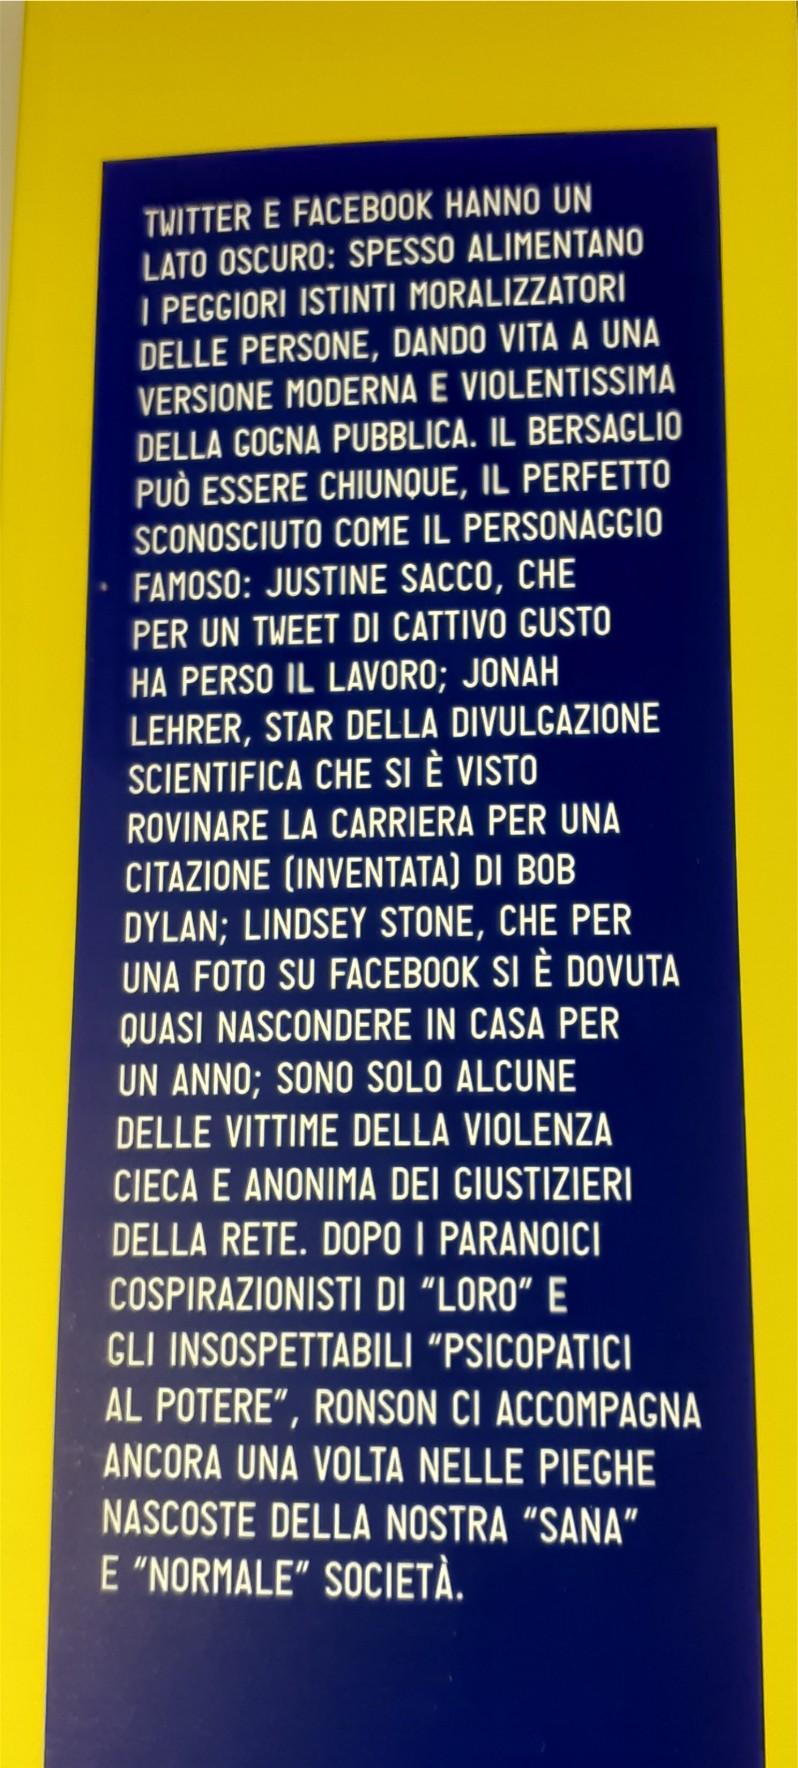 TWITTER E FACEBOOK HANNO UN
LATO OSCURO: SPESSO ALIMENTANO
I PEGGIORI ISTINTI MORALIZZATORI
DELLE PERSONE, DANDO VITA A UNA
VERSIONE MODERNA E VIOLENTISSIMA
DELLA GOGNA PUBBLICA. IL BERSAGLIO
PUÒ ESSERE CHIUNQUE, IL PERFETTO
SCONOSCIUTO COME IL PERSONAGGIO
FAMOSO: JUSTINE SACCO, CHE
PER UN TWEET DI CATTIVO GUSTO
HA PERSO IL LAVORO; JONAH
LEHRER, STAR DELLA DIVULGAZIONE
SCIENTIFICA CHE SI È VISTO
ROVINARE LA CARRIERA PER UNA
CITAZIONE (INVENTATA) DI BOB
DYLAN; LINDSEY STONE, CHE PER
UNA FOTO SU FACEBOOK SI È DOVUTA
QUASI NASCONDERE IN CASA PER
UN ANNO; SONO SOLO ALCUNE
DELLE VITTIME DELLA VIOLENZA
CIECA E ANONIMA DEI GIUSTIZIERI
DELLA RETE. DOPO I PARANOICI
COSPIRAZIONISTI DI "LORO" E
GLI INSOSPETTABILI "PSICOPATICI
AL POTERE", RONSON CI ACCOMPAGNA
ANCORA UNA VOLTA NELLE PIEGHE
NASCOSTE DELLA NOSTRA "SANA"
E "NORMALE" SOCIETÀ.